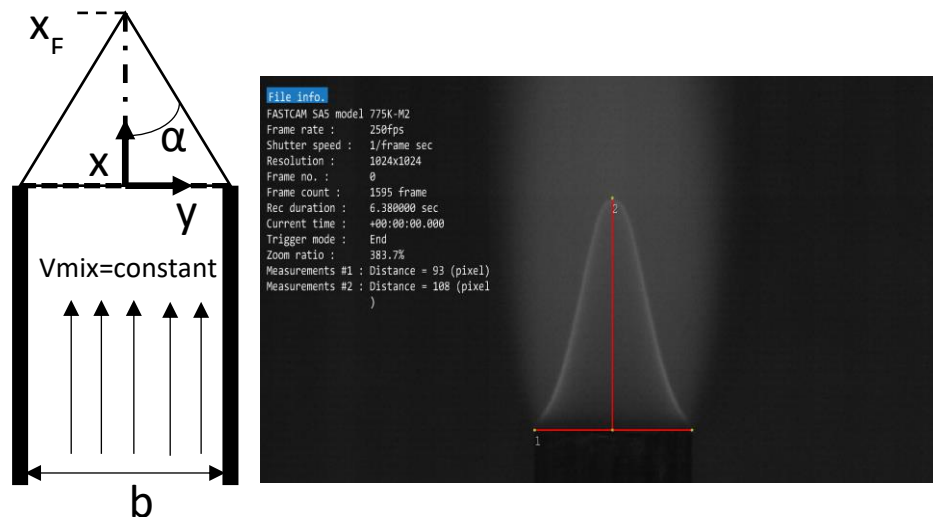 x_F
α
x
y
Vmix=constant
b
File info.
FASTCAM SA5 model 775K-M2
Frame rate : 250fps
Shutter speed : 1/frame sec
Resolution : 1024x1024
Frame no. : 0
Frame count : 1595 frame
Rec duration : 6.380000 sec
Current time : +00:00:00.000
Trigger mode : End
Zoom ratio : 383.7%
Measurements #1 : Distance = 93 (pixel)
Measurements #2 : Distance = 108 (pixel
)
2
1